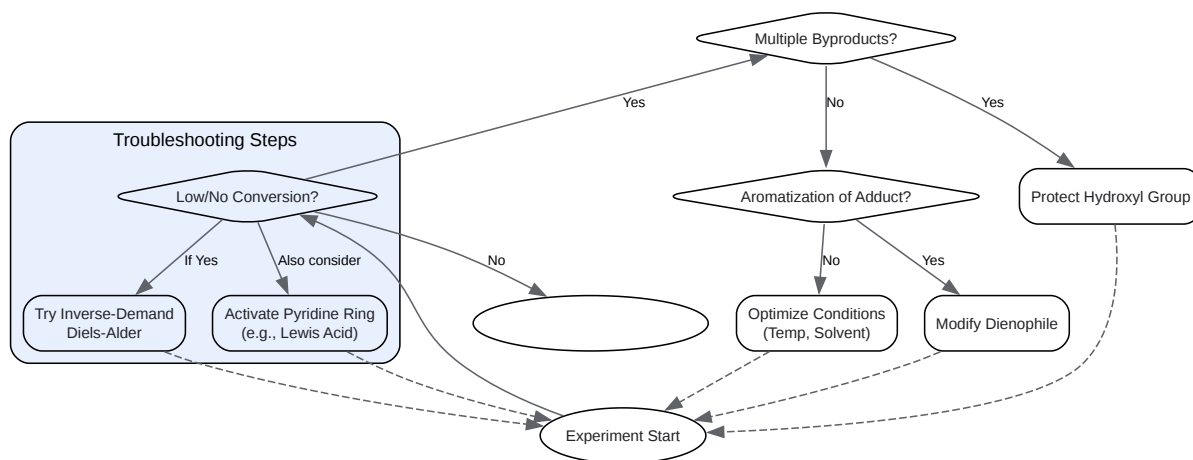 Multiple Byproducts?
Yes
No
Yes
Troubleshooting Steps
Low/No Conversion?
Aromatization of Adduct?
Protect Hydroxyl Group
If Yes
Also consider
No
No
Yes
Try Inverse-Demand
Diels-Alder
Activate Pyridine Ring
(e.g., Lewis Acid)
Optimize Conditions
(Temp, Solvent)
Modify Dienophile
Experiment Start